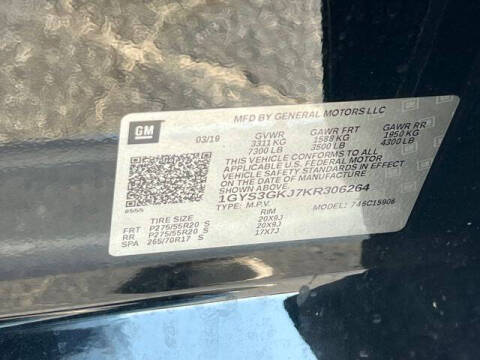 GM
MFD BY GENERAL MOTORS LLC
03/19 GVWR GAWR FRT GAWR RR
3311 KG 1588 KG 1950 KG
7300 LB 3500 LB 4300 LB
THIS VEHICLE CONFORMS TO ALL
APPLICABLE U.S. FEDERAL MOTOR
VEHICLE SAFETY STANDARDS IN
EFFECT ON THE DATE OF MANUFACTURE
SHOWN ABOVE.
1GYS3GKJ7KR306264
TYPE: M.P.V. MODEL: 746C15906
TIRE SIZE RIM
FRT P275/55R20 S 20X9J
RR P275/55R20 S 20X9J
SPA 265/70R17 S 17X7J